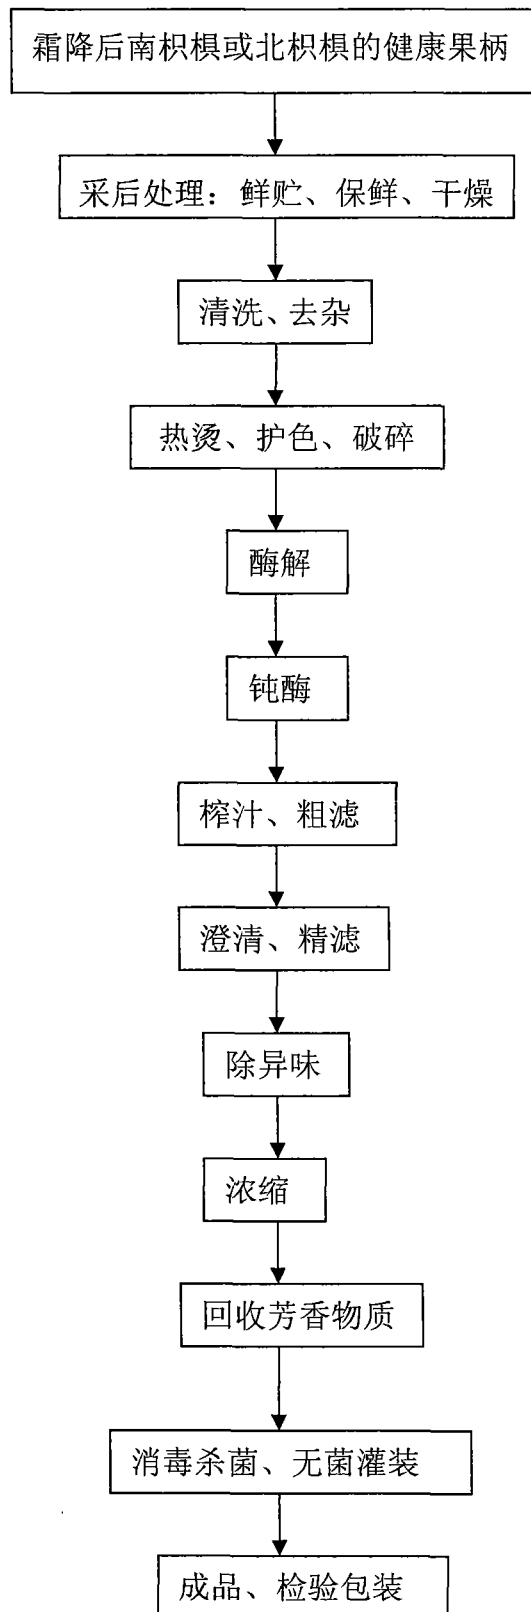 霜降后南枳椇或北枳椇的健康果柄
采后处理：鲜贮、保鲜、干燥
清洗、去杂
热烫、护色、破碎
酶解
钝酶
榨汁、粗滤
澄清、精滤
除异味
浓缩
回收芳香物质
消毒杀菌、无菌灌装
成品、检验包装